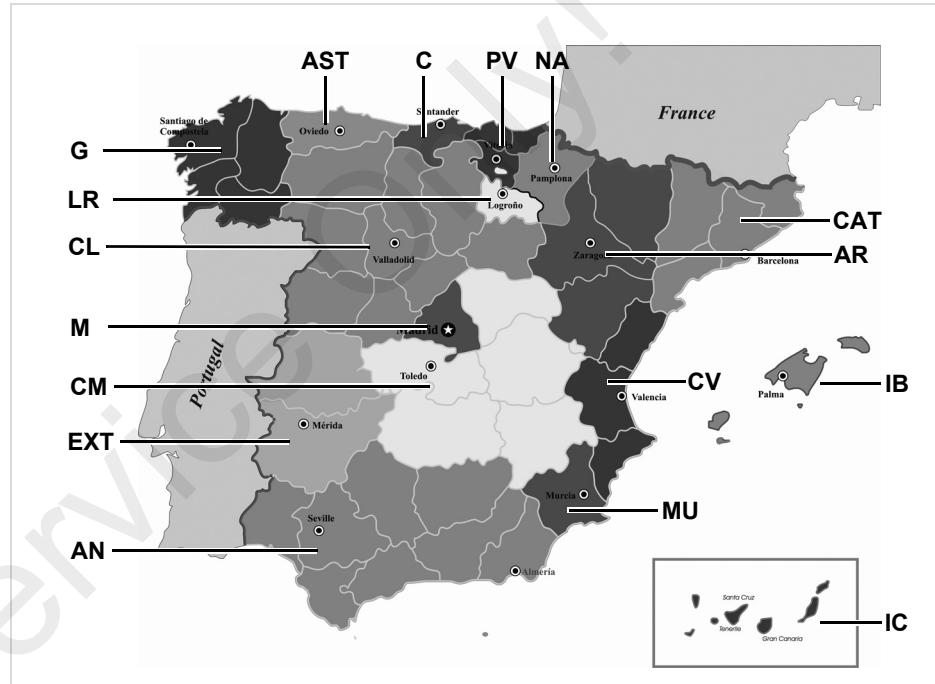 AST
C
PV
NA
Santander
Santiago de
Compostela
Oviedo
France
G
Pamplona
LR
Logroño
CAT
CL
Valladolid
AR
Barcelona
M
Madrid
Portugal
CM
Toledo
CV
Valencia
Palma
IB
EXT
Mérida
Murcia
MU
Seville
AN
Almería
Santa Cruz
Tenerife
Gran Canaria
IC